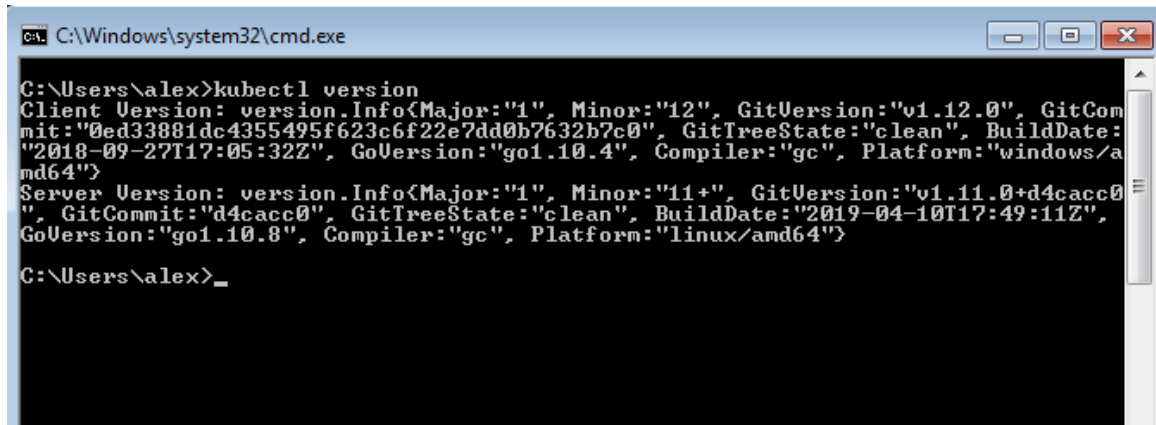 C:\Windows\system32\cmd.exe
C:\Users\alex>kubectl version
Client Version: version.Info{Major:"1", Minor:"12", GitVersion:"v1.12.0", GitCom
mit:"0ed33881dc4355495f623c6f22e7dd0b7632b7c0", GitTreeState:"clean", BuildDate:
"2018-09-27T17:05:32Z", GoVersion:"go1.10.4", Compiler:"gc", Platform:"windows/a
md64"}
Server Version: version.Info{Major:"1", Minor:"11+", GitVersion:"v1.11.0+d4cacc0
", GitCommit:"d4cacc0", GitTreeState:"clean", BuildDate:"2019-04-10T17:49:11Z",
GoVersion:"go1.10.8", Compiler:"gc", Platform:"linux/amd64"}
C:\Users\alex>_